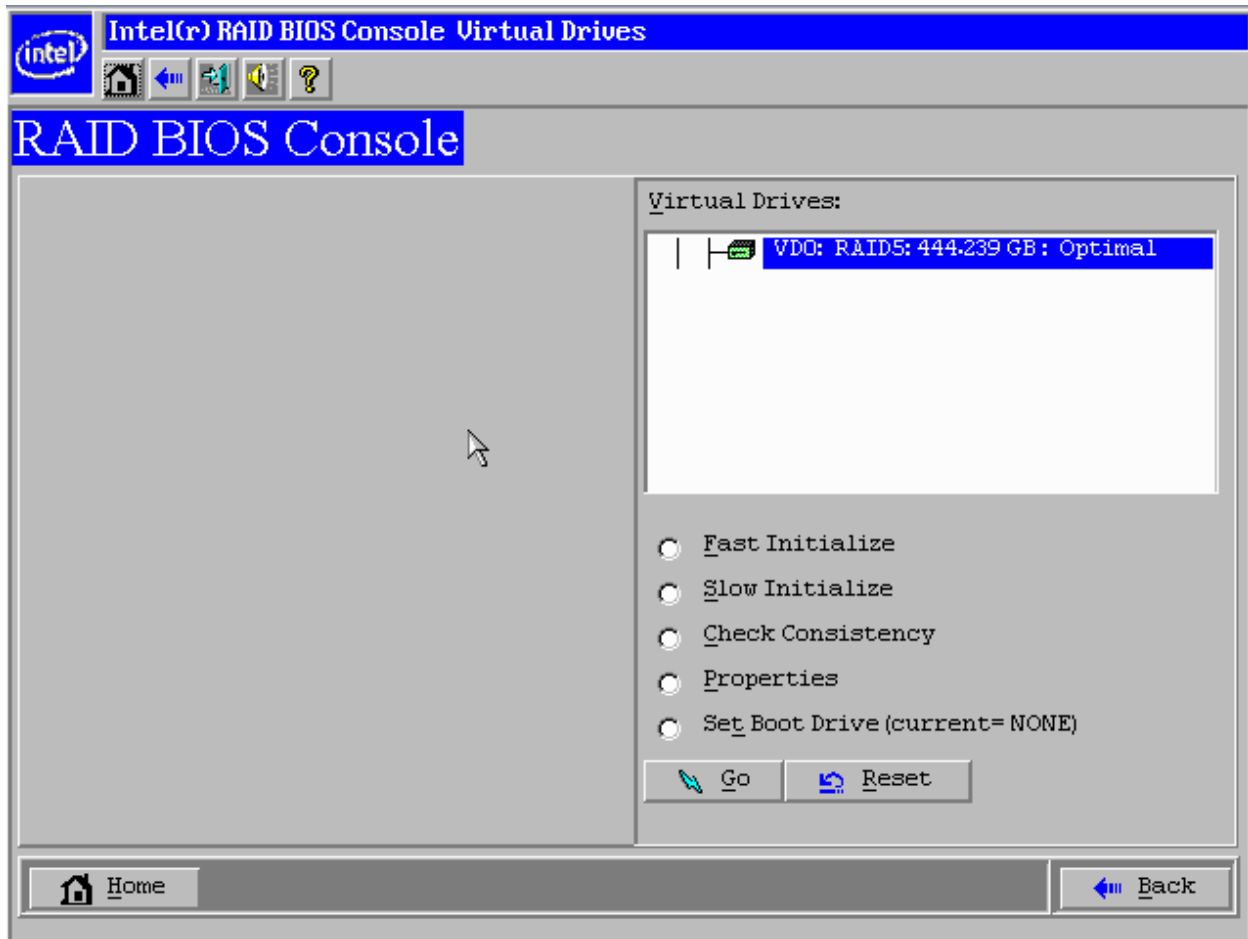 intel
Intel(r) RAID BIOS Console Virtual Drives
RAID BIOS Console
Virtual Drives:
VD0: RAID5: 444.239 GB: Optimal
Fast Initialize
Slow Initialize
Check Consistency
Properties
Set Boot Drive (current= NONE)
Go
Reset
Home
Back